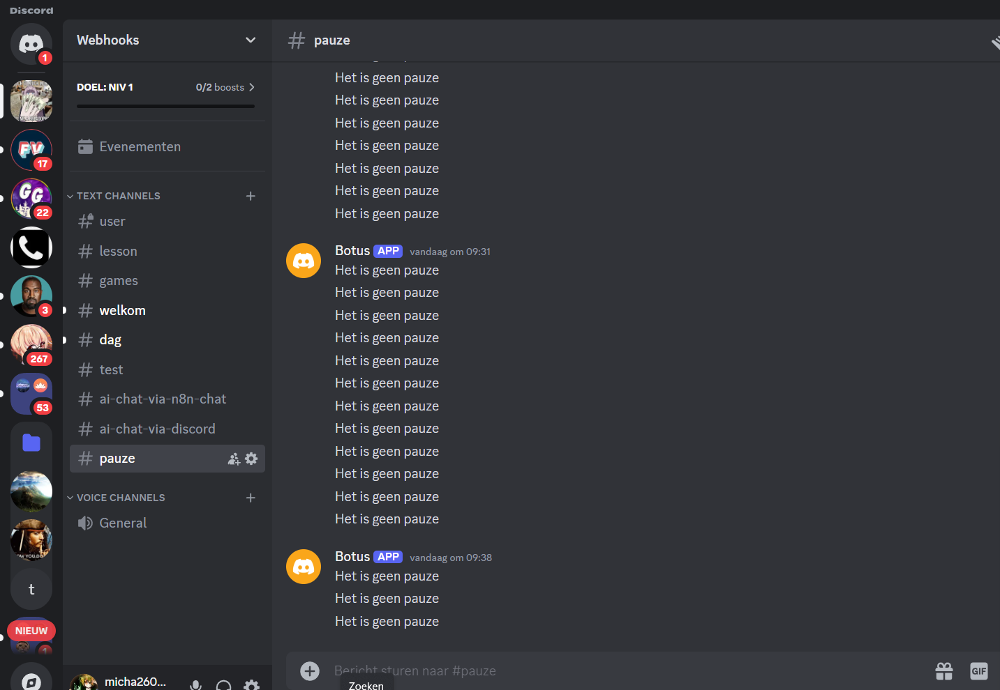 Discord
1
17
22
3
267
53
t
NIEUW
1
Webhooks
DOEL: NIV 1
0/2 boosts
Evenementen
TEXT CHANNELS
user
lesson
games
welkom
dag
test
ai-chat-via-n8n-chat
ai-chat-via-discord
pauze
VOICE CHANNELS
General
micha260...
# pauze
Het is geen pauze
Het is geen pauze
Het is geen pauze
Het is geen pauze
Het is geen pauze
Het is geen pauze
Het is geen pauze
Botus APP vandaag om 09:31
Het is geen pauze
Het is geen pauze
Het is geen pauze
Het is geen pauze
Het is geen pauze
Het is geen pauze
Het is geen pauze
Het is geen pauze
Het is geen pauze
Het is geen pauze
Het is geen pauze
Het is geen pauze
Botus APP vandaag om 09:38
Het is geen pauze
Het is geen pauze
Het is geen pauze
Bericht sturen naar #pauze
GIF
Zoeken